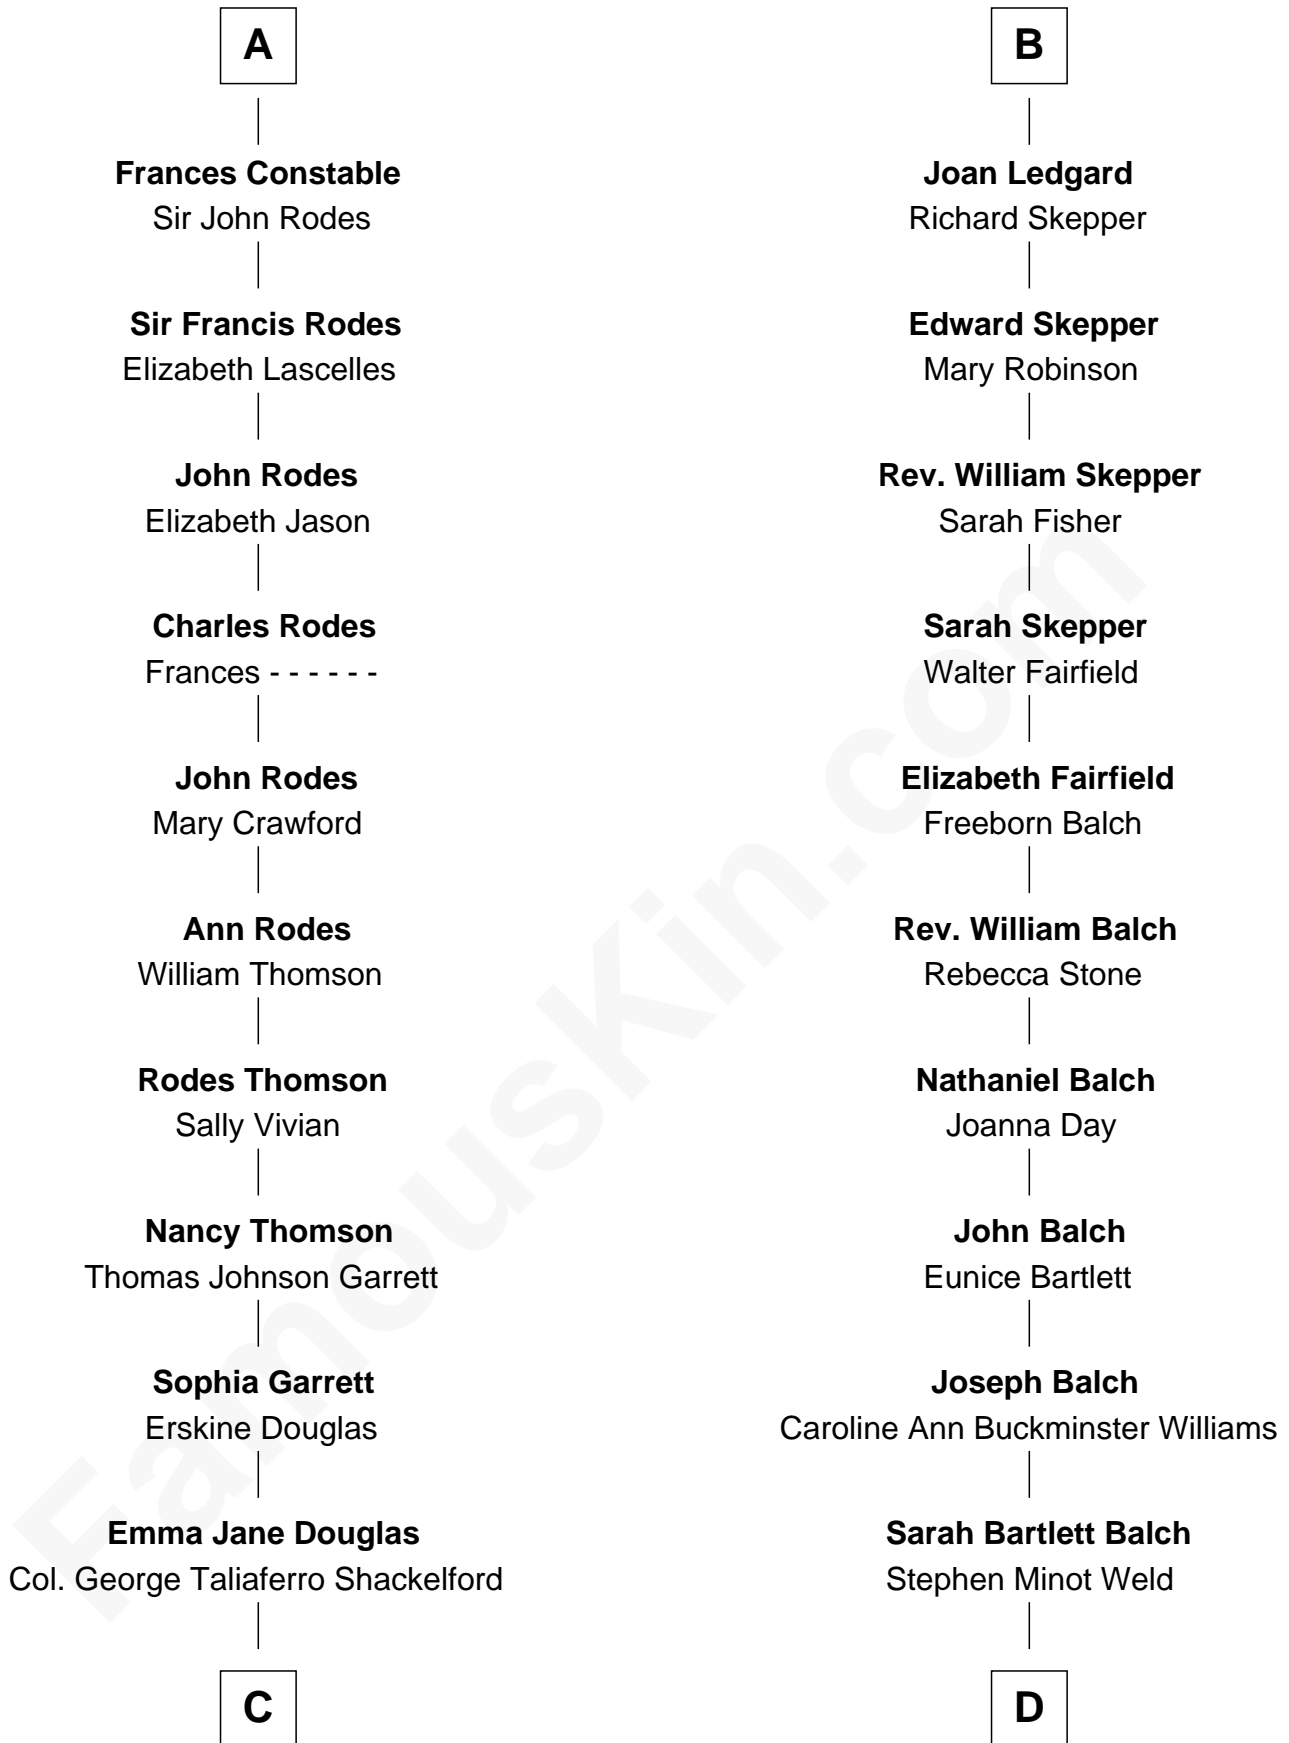 A
Frances Constable
Sir John Rodes
Sir Francis Rodes
Elizabeth Lascelles
John Rodes
Elizabeth Jason
Charles Rodes
Frances - - - - - -
John Rodes
Mary Crawford
Ann Rodes
William Thomson
Rodes Thomson
Sally Vivian
Nancy Thomson
Thomas Johnson Garrett
Sophia Garrett
Erskine Douglas
Emma Jane Douglas
Col. George Taliaferro Shackelford
C
B
Joan Ledgard
Richard Skepper
Edward Skepper
Mary Robinson
Rev. William Skepper
Sarah Fisher
Sarah Skepper
Walter Fairfield
Elizabeth Fairfield
Freeborn Balch
Rev. William Balch
Rebecca Stone
Nathaniel Balch
Joanna Day
John Balch
Eunice Bartlett
Joseph Balch
Caroline Ann Buckminster Williams
Sarah Bartlett Balch
Stephen Minot Weld
D
FamousKin.com